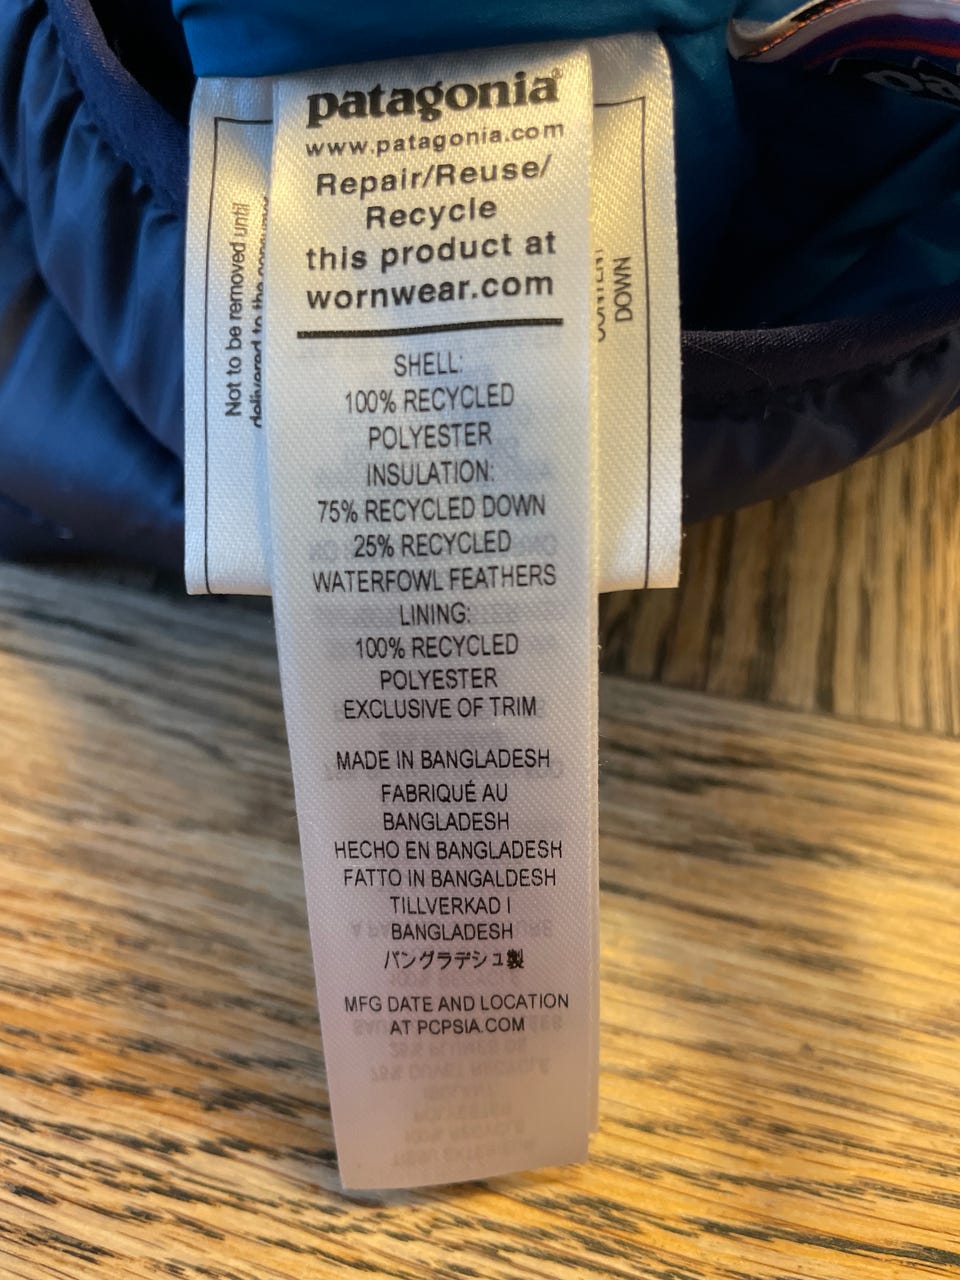 patagonia®
www.patagonia.com
Repair/Reuse/
Recycle
this product at
wornwear.com
SHELL:
100% RECYCLED
POLYESTER
INSULATION:
75% RECYCLED DOWN
25% RECYCLED
WATERFOWL FEATHERS
LINING:
100% RECYCLED
POLYESTER
EXCLUSIVE OF TRIM
MADE IN BANGLADESH
FABRIQUÉ AU
BANGLADESH
HECHO EN BANGLADESH
FATTO IN BANGALDESH
TILLVERKAD I
BANGLADESH
バングラデシュ製
MFG DATE AND LOCATION
AT PCPSIA.COM
Not to be removed until
delivered to the
DOWN